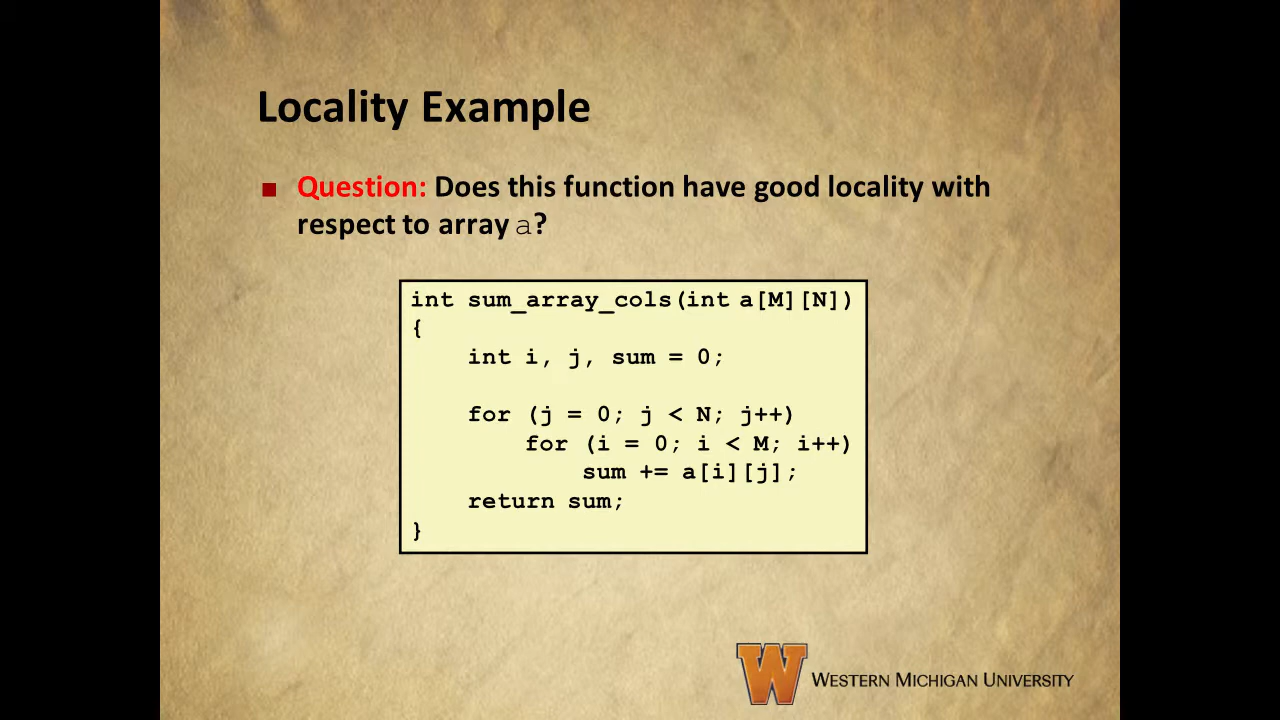 Locality Example
Question: Does this function have good locality with
respect to array a?
int sum_array_cols(int a[M][N])
{
    int i, j, sum = 0;
    for (j = 0; j < N; j++)
        for (i = 0; i < M; i++)
            sum += a[i][j];
    return sum;
}
W WESTERN MICHIGAN UNIVERSITY